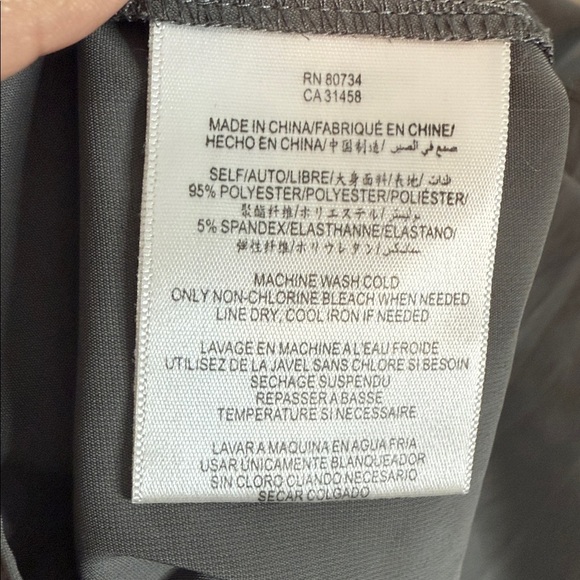 RN 80734
CA 31458
MADE IN CHINA/FABRIQUÉ EN CHINE/
HECHO EN CHINA/中国制造/ صنع في الصين
SELF/AUTO/LIBRE/大身面料/表地/ ذات
95% POLYESTER/POLYESTER/POLIÉSTER/
聚酯纤维/ポリエステル/ بوليستر
5% SPANDEX/ELASTHANNE/ELASTANO/
弹性纤维/ポリウレタン/ سباندكس
MACHINE WASH COLD
ONLY NON-CHLORINE BLEACH WHEN NEEDED
LINE DRY, COOL IRON IF NEEDED
LAVAGE EN MACHINE A L'EAU FROIDE
UTILISEZ DE LA JAVEL SANS CHLORE SI BESOIN
SECHAGE SUSPENDU
REPASSER A BASSE
TEMPERATURE SI NECESSAIRE
LAVAR A MAQUINA EN AGUA FRIA
USAR ÚNICAMENTE BLANQUEADOR
SIN CLORO CUANDO NECESARIO
SECAR COLGADO